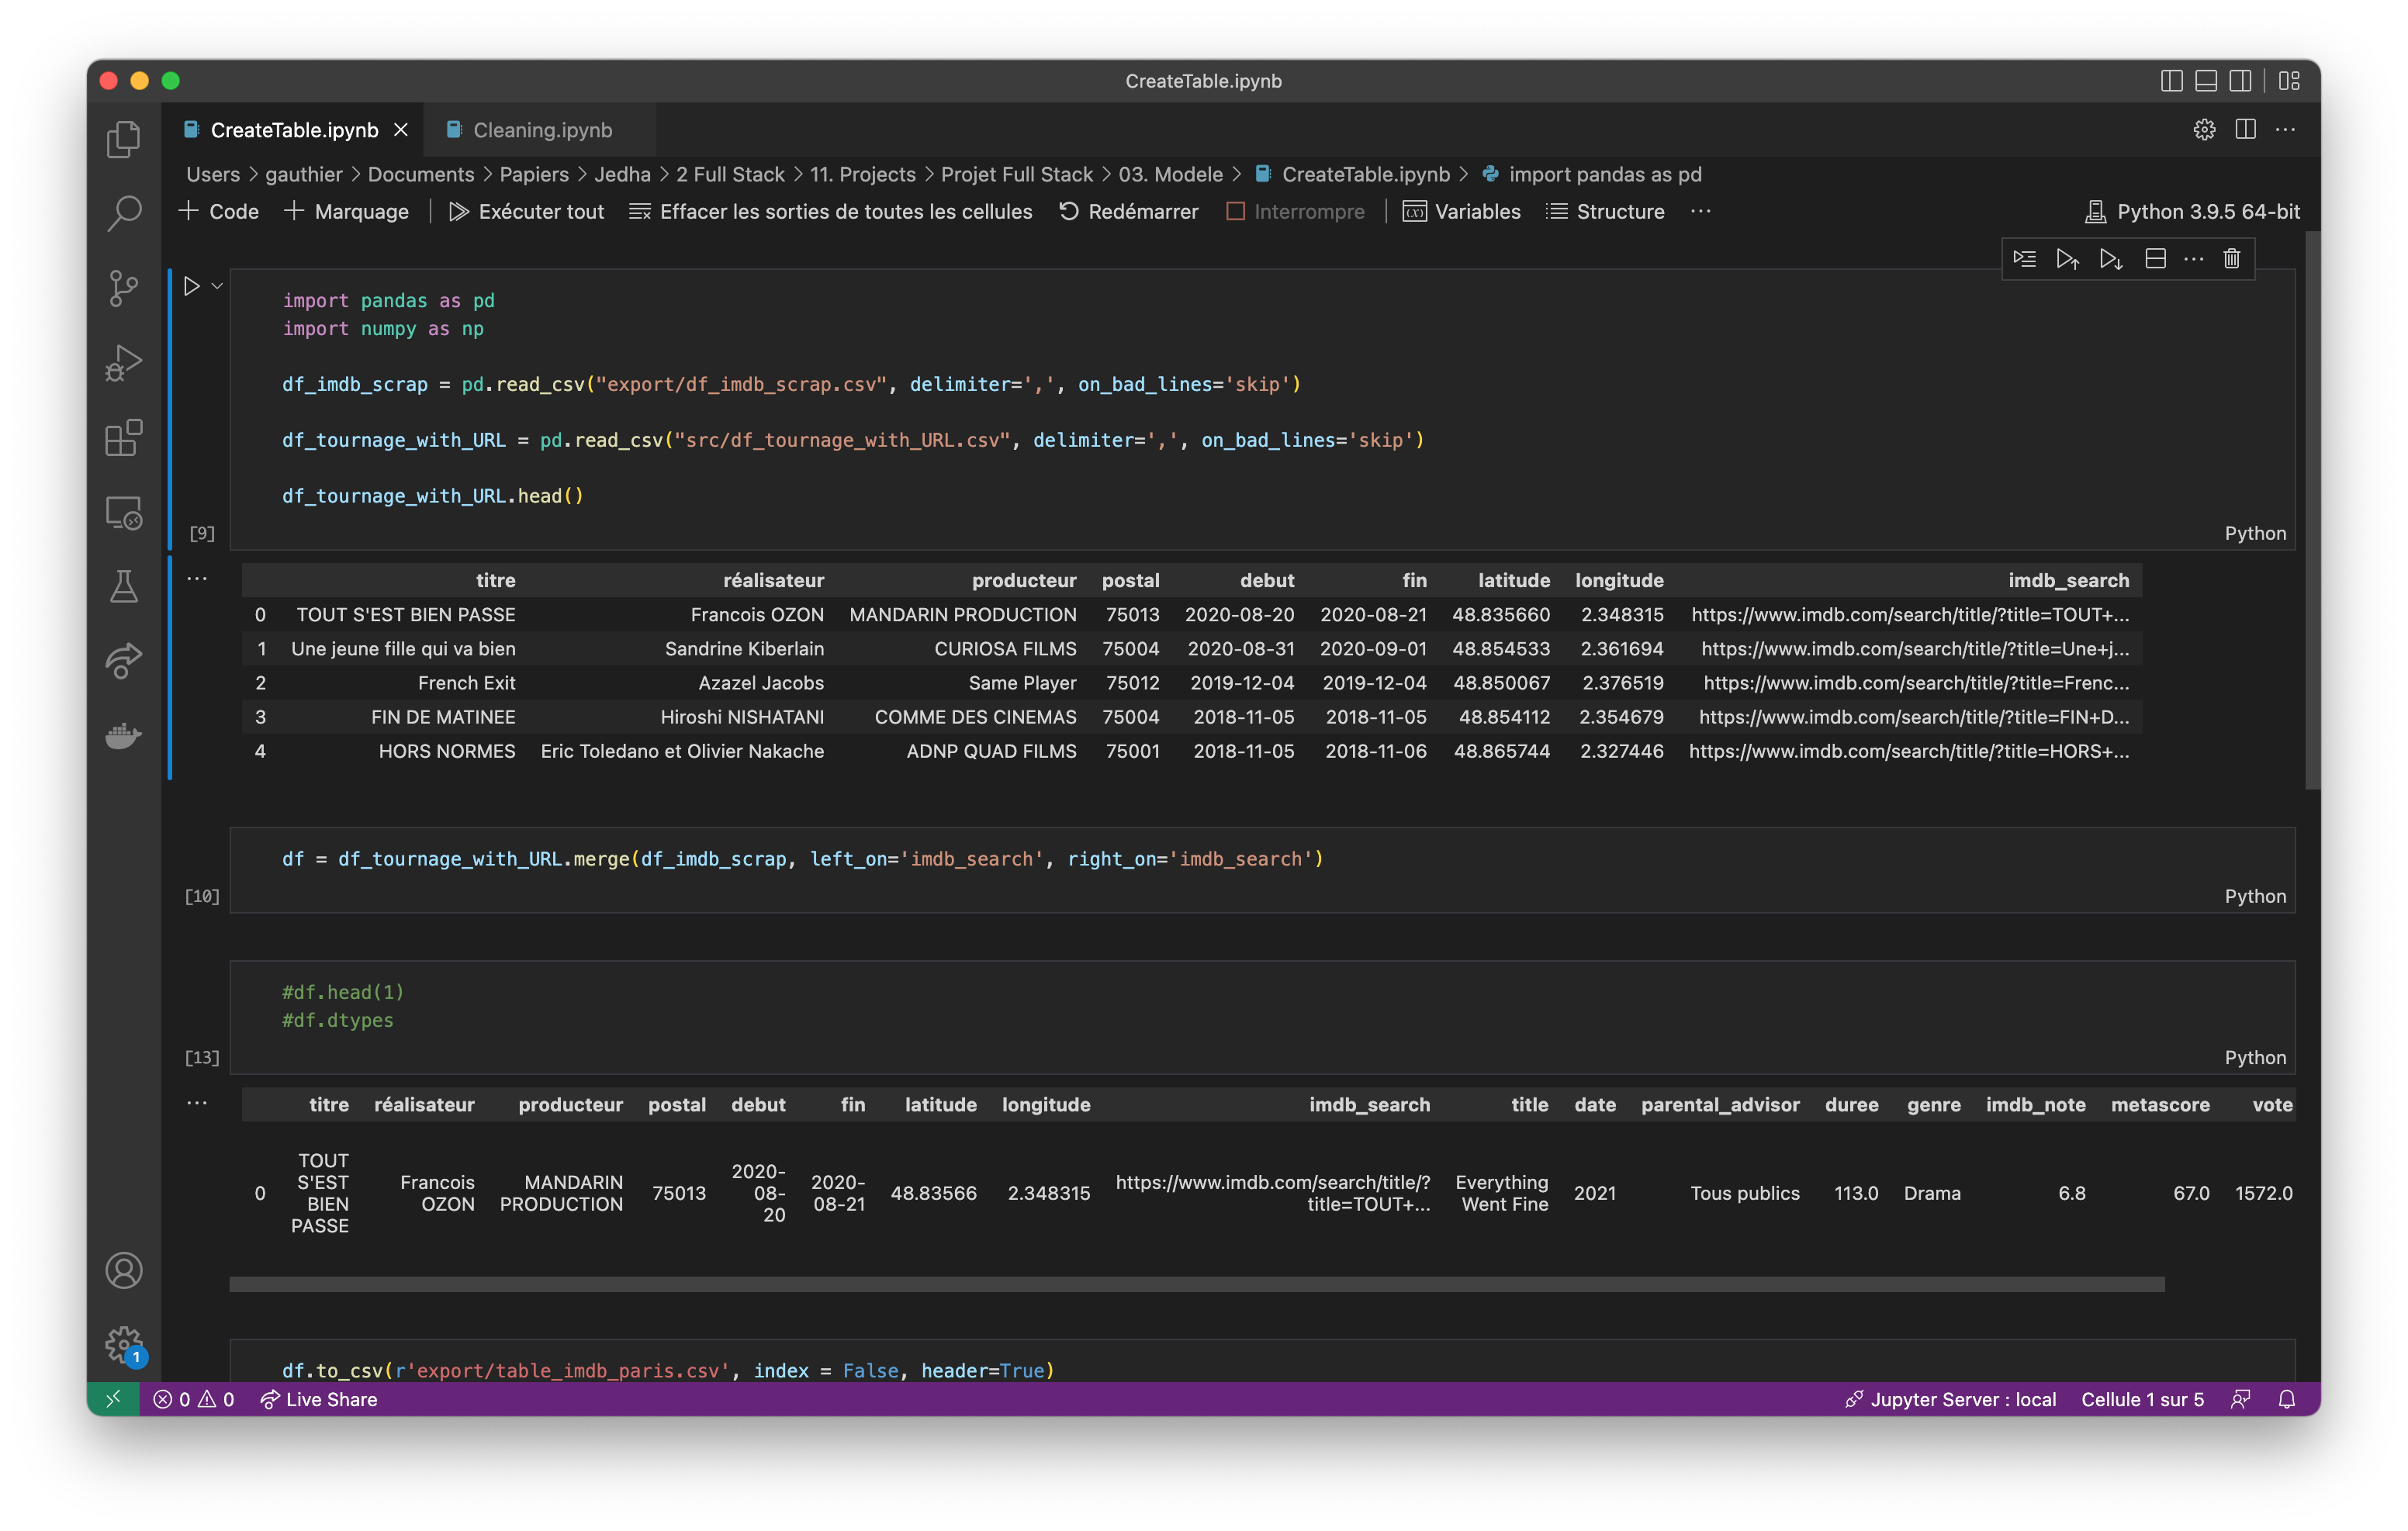 CreateTable.ipynb
CreateTable.ipynb
Cleaning.ipynb
Users > gauthier > Documents > Papiers > Jedha > 2 Full Stack > 11. Projects > Projet Full Stack > 03. Modele > CreateTable.ipynb > import pandas as pd
Code Marquage | Exécuter tout Effacer les sorties de toutes les cellules Redémarrer Interrompre | Variables Structure ... Python 3.9.5 64-bit
import pandas as pd
import numpy as np
df_imdb_scrap = pd.read_csv("export/df_imdb_scrap.csv", delimiter=',', on_bad_lines='skip')
df_tournage_with_URL = pd.read_csv("src/df_tournage_with_URL.csv", delimiter=',', on_bad_lines='skip')
df_tournage_with_URL.head()
[9] Python
titre réalisateur producteur postal debut fin latitude longitude imdb_search
0 TOUT S'EST BIEN PASSE Francois OZON MANDARIN PRODUCTION 75013 2020-08-20 2020-08-21 48.835660 2.348315 https://www.imdb.com/search/title/?title=TOUT+...
1 Une jeune fille qui va bien Sandrine Kiberlain CURIOSA FILMS 75004 2020-08-31 2020-09-01 48.854533 2.361694 https://www.imdb.com/search/title/?title=Une+j...
2 French Exit Azazel Jacobs Same Player 75012 2019-12-04 2019-12-04 48.850067 2.376519 https://www.imdb.com/search/title/?title=Frenc...
3 FIN DE MATINEE Hiroshi NISHATANI COMME DES CINEMAS 75004 2018-11-05 2018-11-05 48.854112 2.354679 https://www.imdb.com/search/title/?title=FIN+D...
4 HORS NORMES Eric Toledano et Olivier Nakache ADNP QUAD FILMS 75001 2018-11-05 2018-11-06 48.865744 2.327446 https://www.imdb.com/search/title/?title=HORS+...
df = df_tournage_with_URL.merge(df_imdb_scrap, left_on='imdb_search', right_on='imdb_search')
[10] Python
#df.head(1)
#df.dtypes
[13] Python
titre réalisateur producteur postal debut fin latitude longitude imdb_search title date parental_advisor duree genre imdb_note metascore vote
0 TOUT S'EST BIEN PASSE Francois OZON MANDARIN PRODUCTION 75013 2020-08-20 2020-08-21 48.83566 2.348315 https://www.imdb.com/search/title/?title=TOUT+... Everything Went Fine 2021 Tous publics 113.0 Drama 6.8 67.0 1572.0
df.to_csv(r'export/table_imdb_paris.csv', index = False, header=True)
1
0 0 Live Share Jupyter Server : local Cellule 1 sur 5